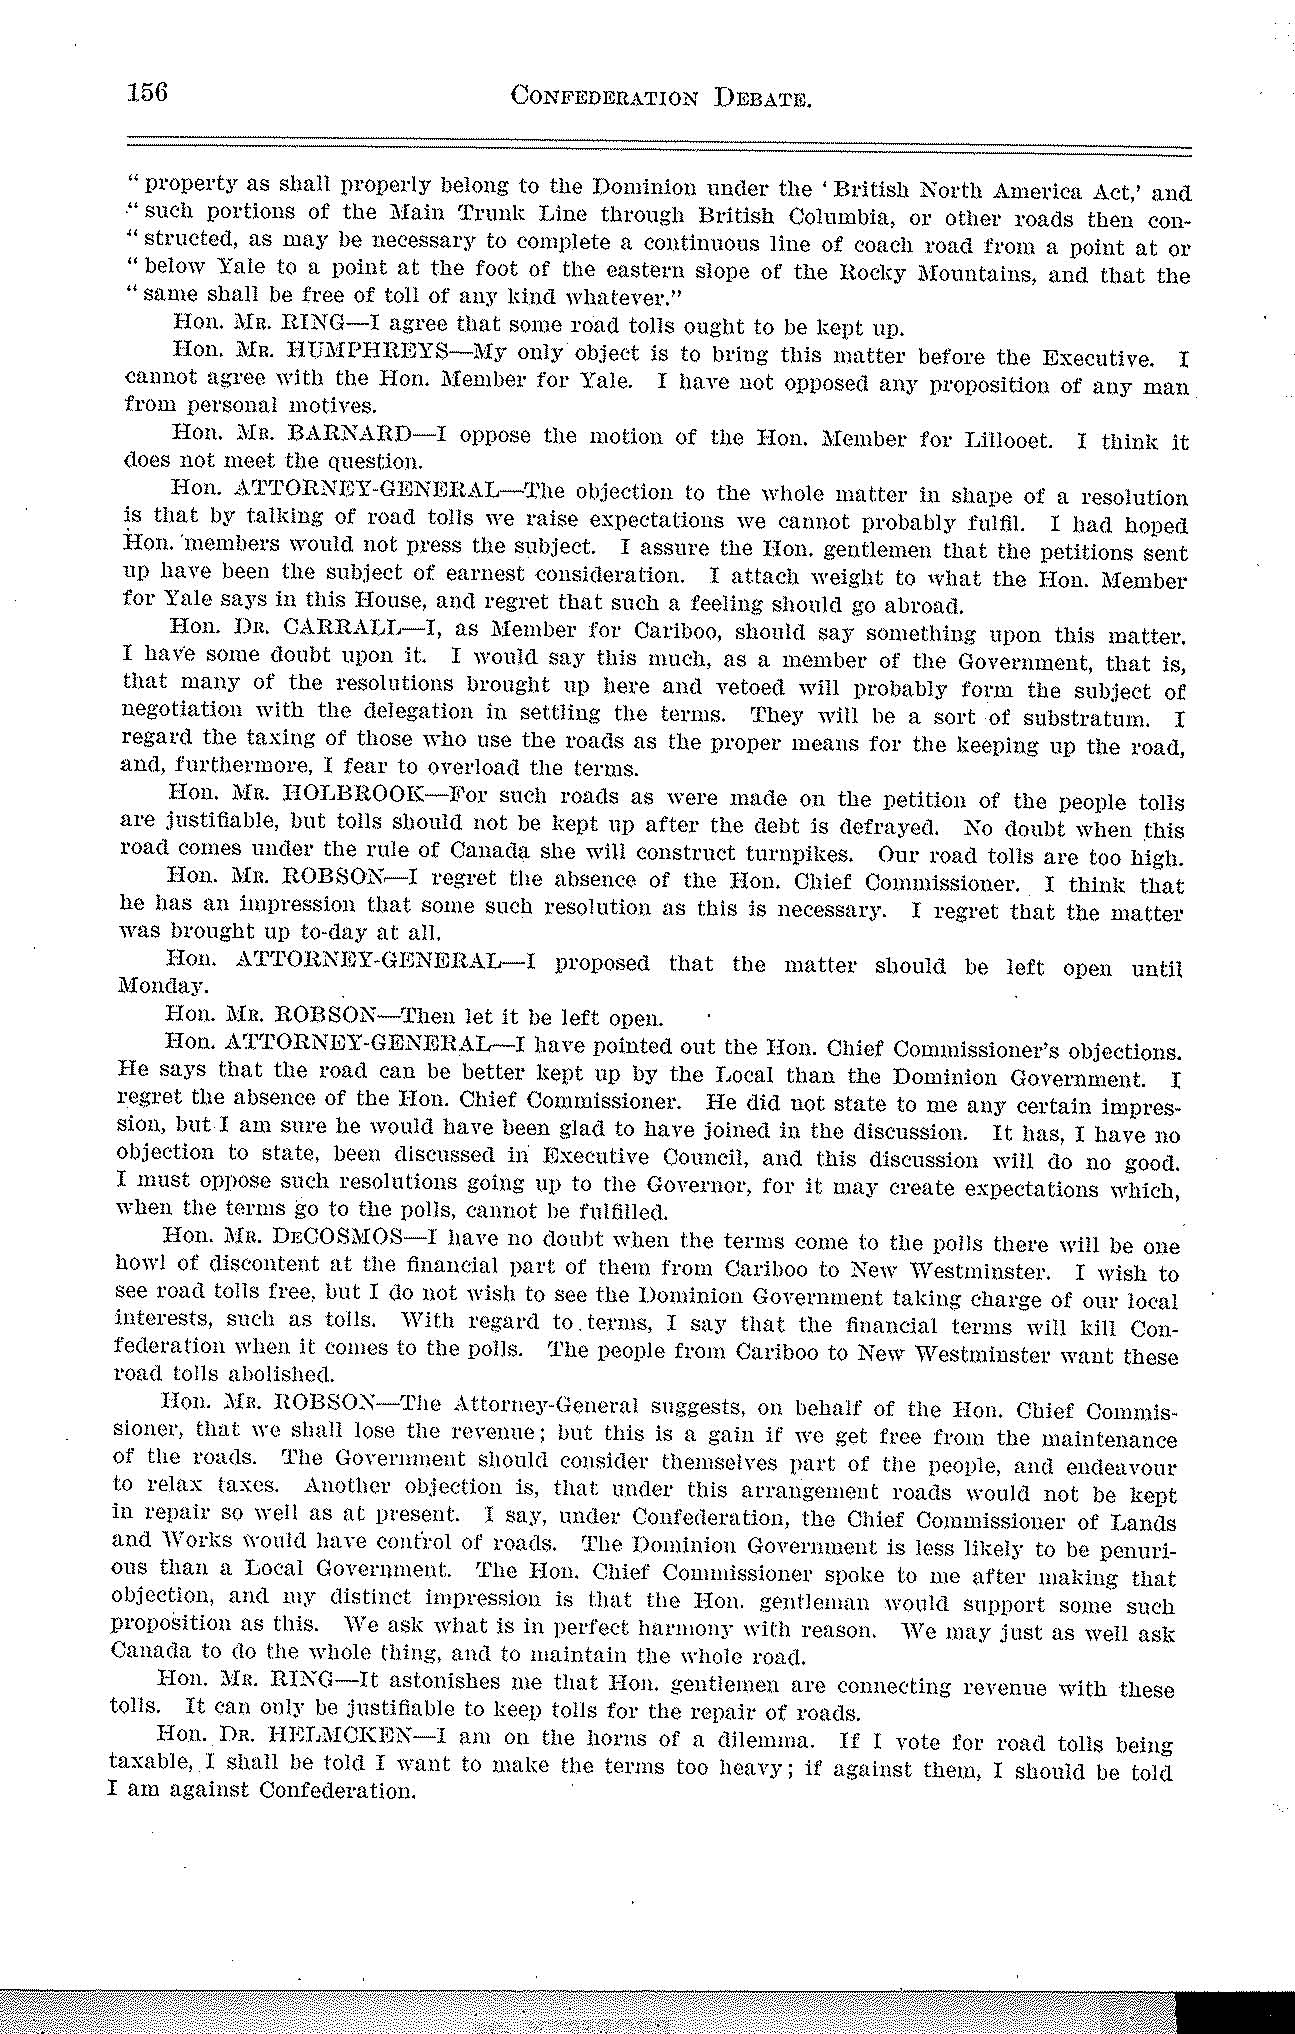 156 CONFEDERATION DEBATE.
“ property as shall properly belong to the Dominion under the ‘ British North America Act,’ and
“ such portions of the Main Trunk Line through British Columbia, or other roads then con-
“ structed, as may be necessary to complete a continuous line of coach road from a point at or
“ below Yale to a point at the foot of the eastern slope of the Rocky Mountains, and that the
“ same shall be free of toll of any kind whatever.”
Hon. MR. RING—I agree that some road tolls ought to be kept up.
Hon. MR. HUMPHREYS—My only object is to bring this matter before the Executive. I
cannot agree with the Hon. Member for Yale. I have not opposed any proposition of any man
from personal motives.
Hon. MR. BARNARD—I oppose the motion of the Hon. Member for Lillooet. I think it
does not meet the question.
Hon. ATTORNEY-GENERAL—The objection to the whole matter in shape of a resolution
is that by talking of road tolls we raise expectations we cannot probably fulfil. I had hoped
Hon. members would not press the subject. I assure the Hon. gentlemen that the petitions sent
up have been the subject of earnest consideration. I attach weight to what the Hon. Member
for Yale says in this House, and regret that such a feeling should go abroad.
Hon. DR. CARRALL—I, as Member for Cariboo, should say something upon this matter.
I have some doubt upon it. I would say this much, as a member of the Government, that is,
that many of the resolutions brought up here and vetoed will probably form the subject of
negotiation with the delegation in settling the terms. They will be a sort of substratum. I
regard the taxing of those who use the roads as the proper means for the keeping up the road,
and, furthermore, I fear to overload the terms.
Hon. MR. HOLBROOK—For such roads as were made on the petition of the people tolls
are justifiable, but tolls should not be kept up after the debt is defrayed. No doubt when this
road comes under the rule of Canada she will construct turnpikes. Our road tolls are too high.
Hon. MR. ROBSON—I regret the absence of the Hon. Chief Commissioner. I think that
he has an impression that some such resolution as this is necessary. I regret that the matter
was brought up to-day at all.
Hon. ATTORNEY-GENERAL—I proposed that the matter should be left open until
Monday.
Hon. MR. ROBSON—Then let it be left open.
Hon. ATTORNEY-GENERAL—I have pointed out the Hon. Chief Commissioner's objections.
He says that the road can be better kept up by the Local than the Dominion Government. I
regret the absence of the Hon. Chief Commissioner. He did not state to me any certain impres-
sion, but I am sure he would have been glad to have joined in the discussion. It has, I have no
objection to state, been discussed in Executive Council, and this discussion will do no good.
I must oppose such resolutions going up to the Governor, for it may create expectations which,
when the terms go to the polls, cannot be fulfilled.
Hon. MR. DECOSMOS—I have no doubt when the terms come to the polls there will be one
howl of discontent at the financial part of them from Cariboo to New Westminster. I wish to
see road tolls free, but I do not wish to see the Dominion Government taking charge of our local
interests, such as tolls. With regard to terms, I say that the financial terms will kill Con-
federation when it comes to the polls. The people from Cariboo to New Westminster want these
road tolls abolished.
Hon. MR. ROBSON—The Attorney-General suggests, on behalf of the Hon. Chief Commis-
sioner, that we shall lose the revenue; but this is a gain if we get free from the maintenance
of the roads. The Government should consider themselves part of the people, and endeavour
to relax taxes. Another objection is, that under this arrangement roads would not be kept
in repair so well as at present. I say, under Confederation, the Chief Commissioner of Lands
and Works would have control of roads. The Dominion Government is less likely to be penuri-
ous than a Local Government. The Hon. Chief Commissioner spoke to me after making that
objection, and my distinct impression is that the Hon. gentleman would support some such
proposition as this. We ask what is in perfect harmony with reason. We may just as well ask
Canada to do the whole thing, and to maintain the whole road.
Hon. MR. RING—It astonishes me that Hon. gentlemen are connecting revenue with these
tolls. It can only be justifiable to keep tolls for the repair of roads.
Hon. DR. HELMCKEN—I am on the horns of a dilemma. If I vote for road tolls being
taxable, I shall be told I want to make the terms too heavy; if against them, I should be told
I am against Confederation.